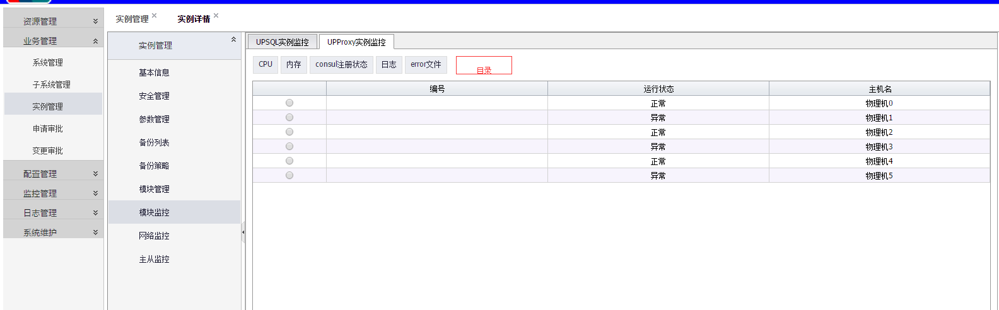 实例管理 实例详情
资源管理
业务管理
系统管理
子系统管理
实例管理
申请审批
变更审批
配置管理
监控管理
日志管理
系统维护
实例管理
基本信息
安全管理
参数管理
备份列表
备份策略
模块管理
模块监控
网络监控
主从监控
UPSQL实例监控 UPProxy实例监控
CPU 内存 consul注册状态 日志 error文件 目录
编号 运行状态 主机名
正常 物理机0
异常 物理机1
正常 物理机2
异常 物理机3
正常 物理机4
异常 物理机5